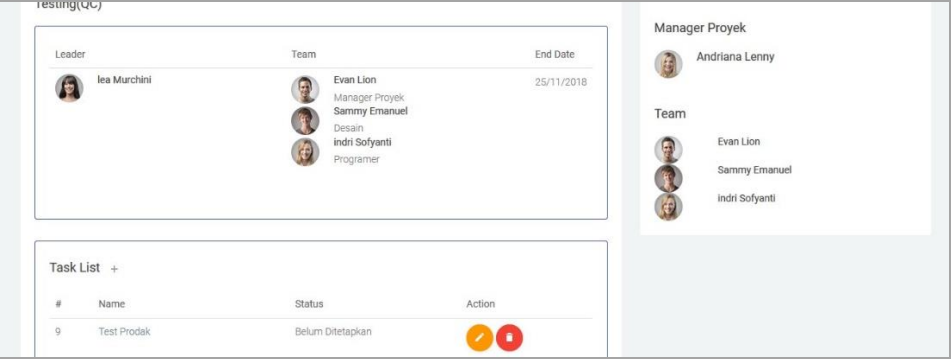 Testing(QC)
Leader Team End Date
lea Murchini Evan Lion 25/11/2018
Manager Proyek
Sammy Emanuel
Desain
indri Sofyanti
Programer
Task List +
# Name Status Action
9 Test Prodak Belum Ditetapkan
Manager Proyek
Andriana Lenny
Team
Evan Lion
Sammy Emanuel
indri Sofyanti